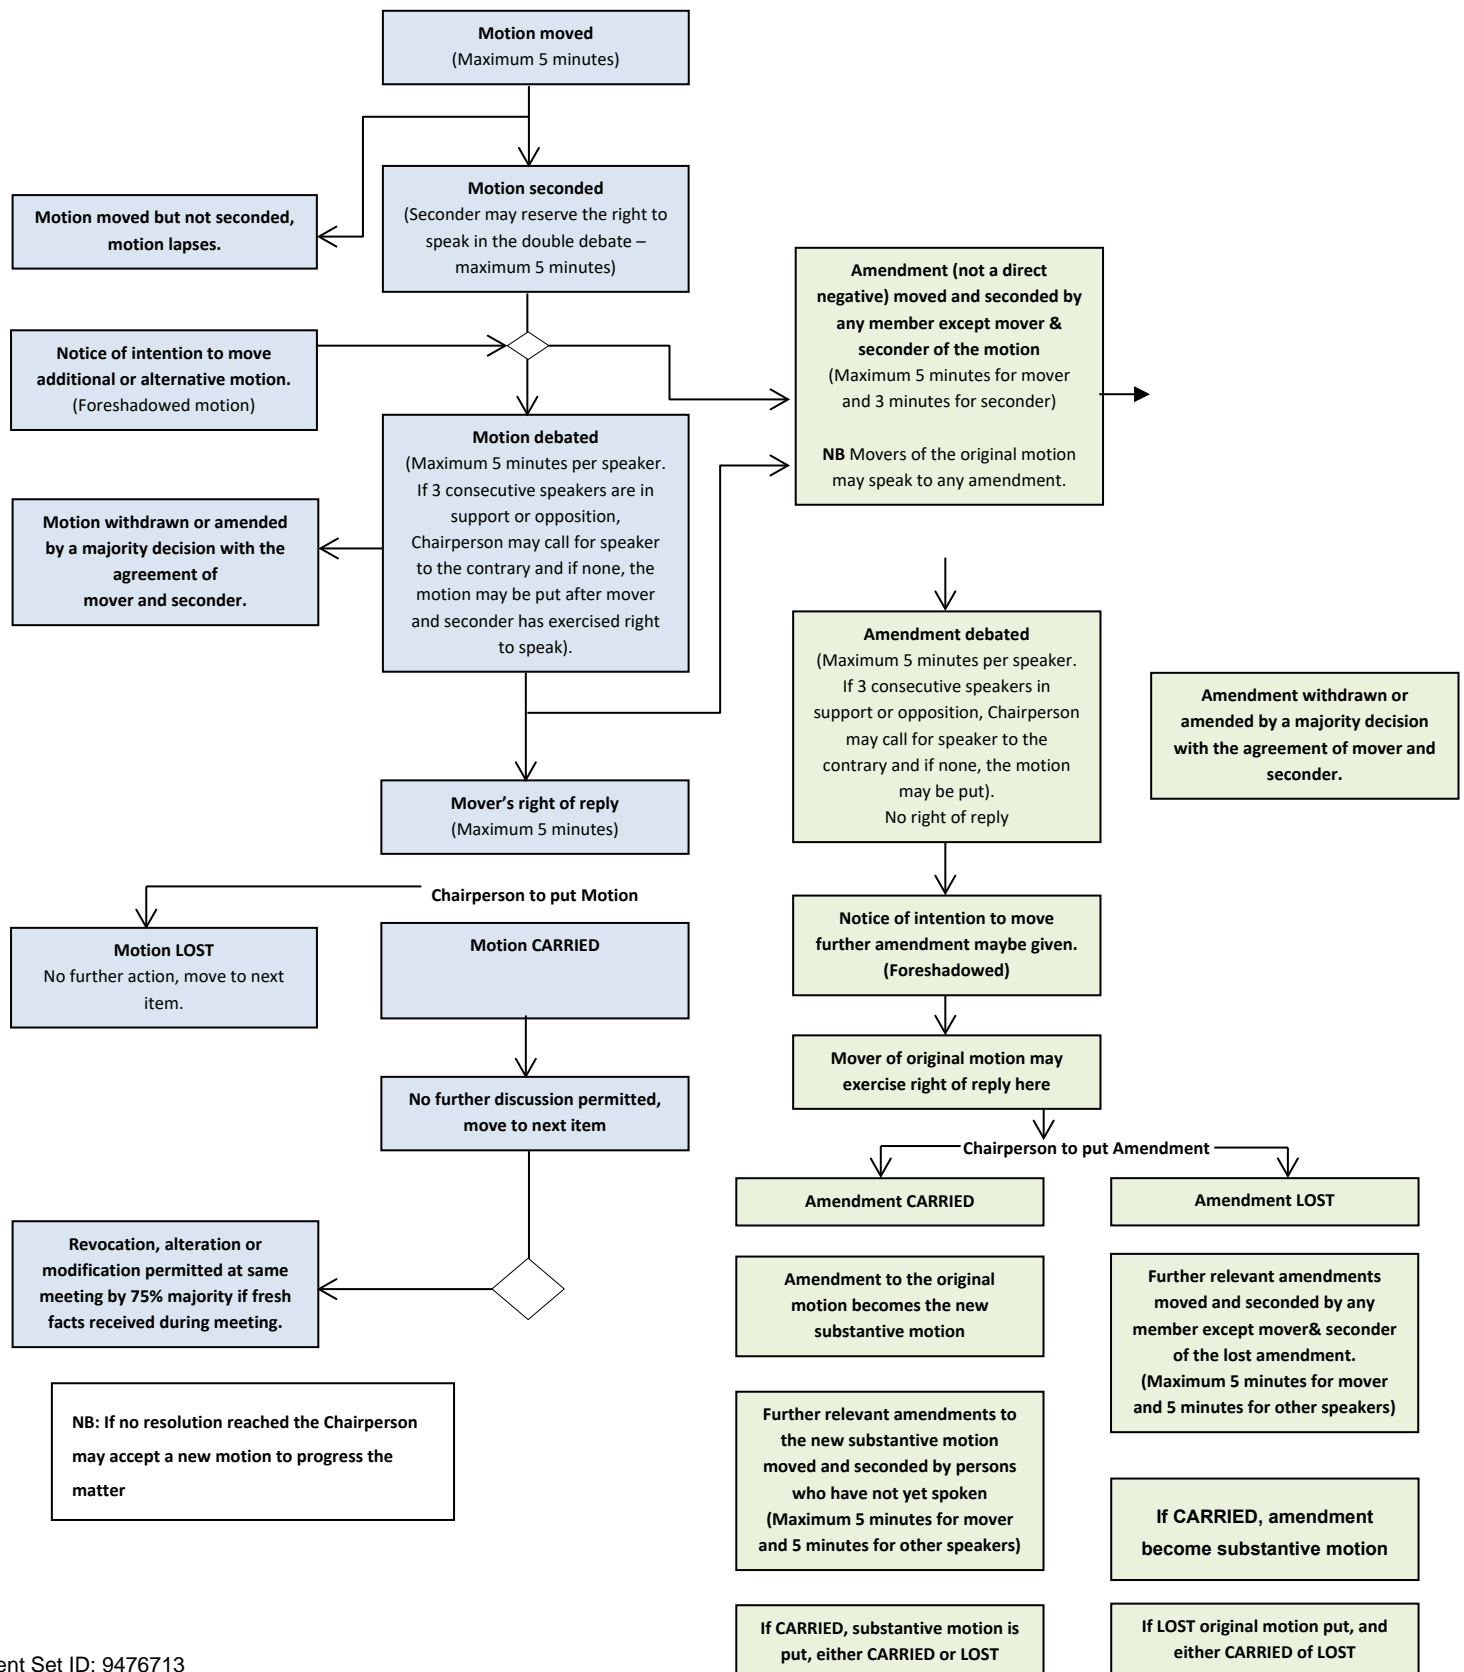 Motion moved
(Maximum 5 minutes)
Motion seconded
(Seconder may reserve the right to
speak in the double debate –
maximum 5 minutes)
Motion moved but not seconded,
motion lapses.
Notice of intention to move
additional or alternative motion.
(Foreshadowed motion)
Motion debated
(Maximum 5 minutes per speaker.
If 3 consecutive speakers are in
support or opposition,
Chairperson may call for speaker
to the contrary and if none, the
motion may be put after mover
and seconder has exercised right
to speak).
Motion withdrawn or amended
by a majority decision with the
agreement of
mover and seconder.
Mover’s right of reply
(Maximum 5 minutes)
Chairperson to put Motion
Motion LOST
No further action, move to next
item.
Motion CARRIED
No further discussion permitted,
move to next item
Revocation, alteration or
modification permitted at same
meeting by 75% majority if fresh
facts received during meeting.
NB: If no resolution reached the Chairperson
may accept a new motion to progress the
matter
Amendment (not a direct
negative) moved and seconded by
any member except mover &
seconder of the motion
(Maximum 5 minutes for mover
and 3 minutes for seconder)
NB Movers of the original motion
may speak to any amendment.
Amendment debated
(Maximum 5 minutes per speaker.
If 3 consecutive speakers in
support or opposition, Chairperson
may call for speaker to the
contrary and if none, the motion
may be put).
No right of reply
Amendment withdrawn or
amended by a majority decision
with the agreement of mover and
seconder.
Notice of intention to move
further amendment maybe given.
(Foreshadowed)
Mover of original motion may
exercise right of reply here
Chairperson to put Amendment
Amendment CARRIED
Amendment to the original
motion becomes the new
substantive motion
Further relevant amendments to
the new substantive motion
moved and seconded by persons
who have not yet spoken
(Maximum 5 minutes for mover
and 5 minutes for other speakers)
If CARRIED, substantive motion is
put, either CARRIED or LOST
Amendment LOST
Further relevant amendments
moved and seconded by any
member except mover& seconder
of the lost amendment.
(Maximum 5 minutes for mover
and 5 minutes for other speakers)
If CARRIED, amendment
become substantive motion
If LOST original motion put, and
either CARRIED of LOST
ent Set ID: 9476713